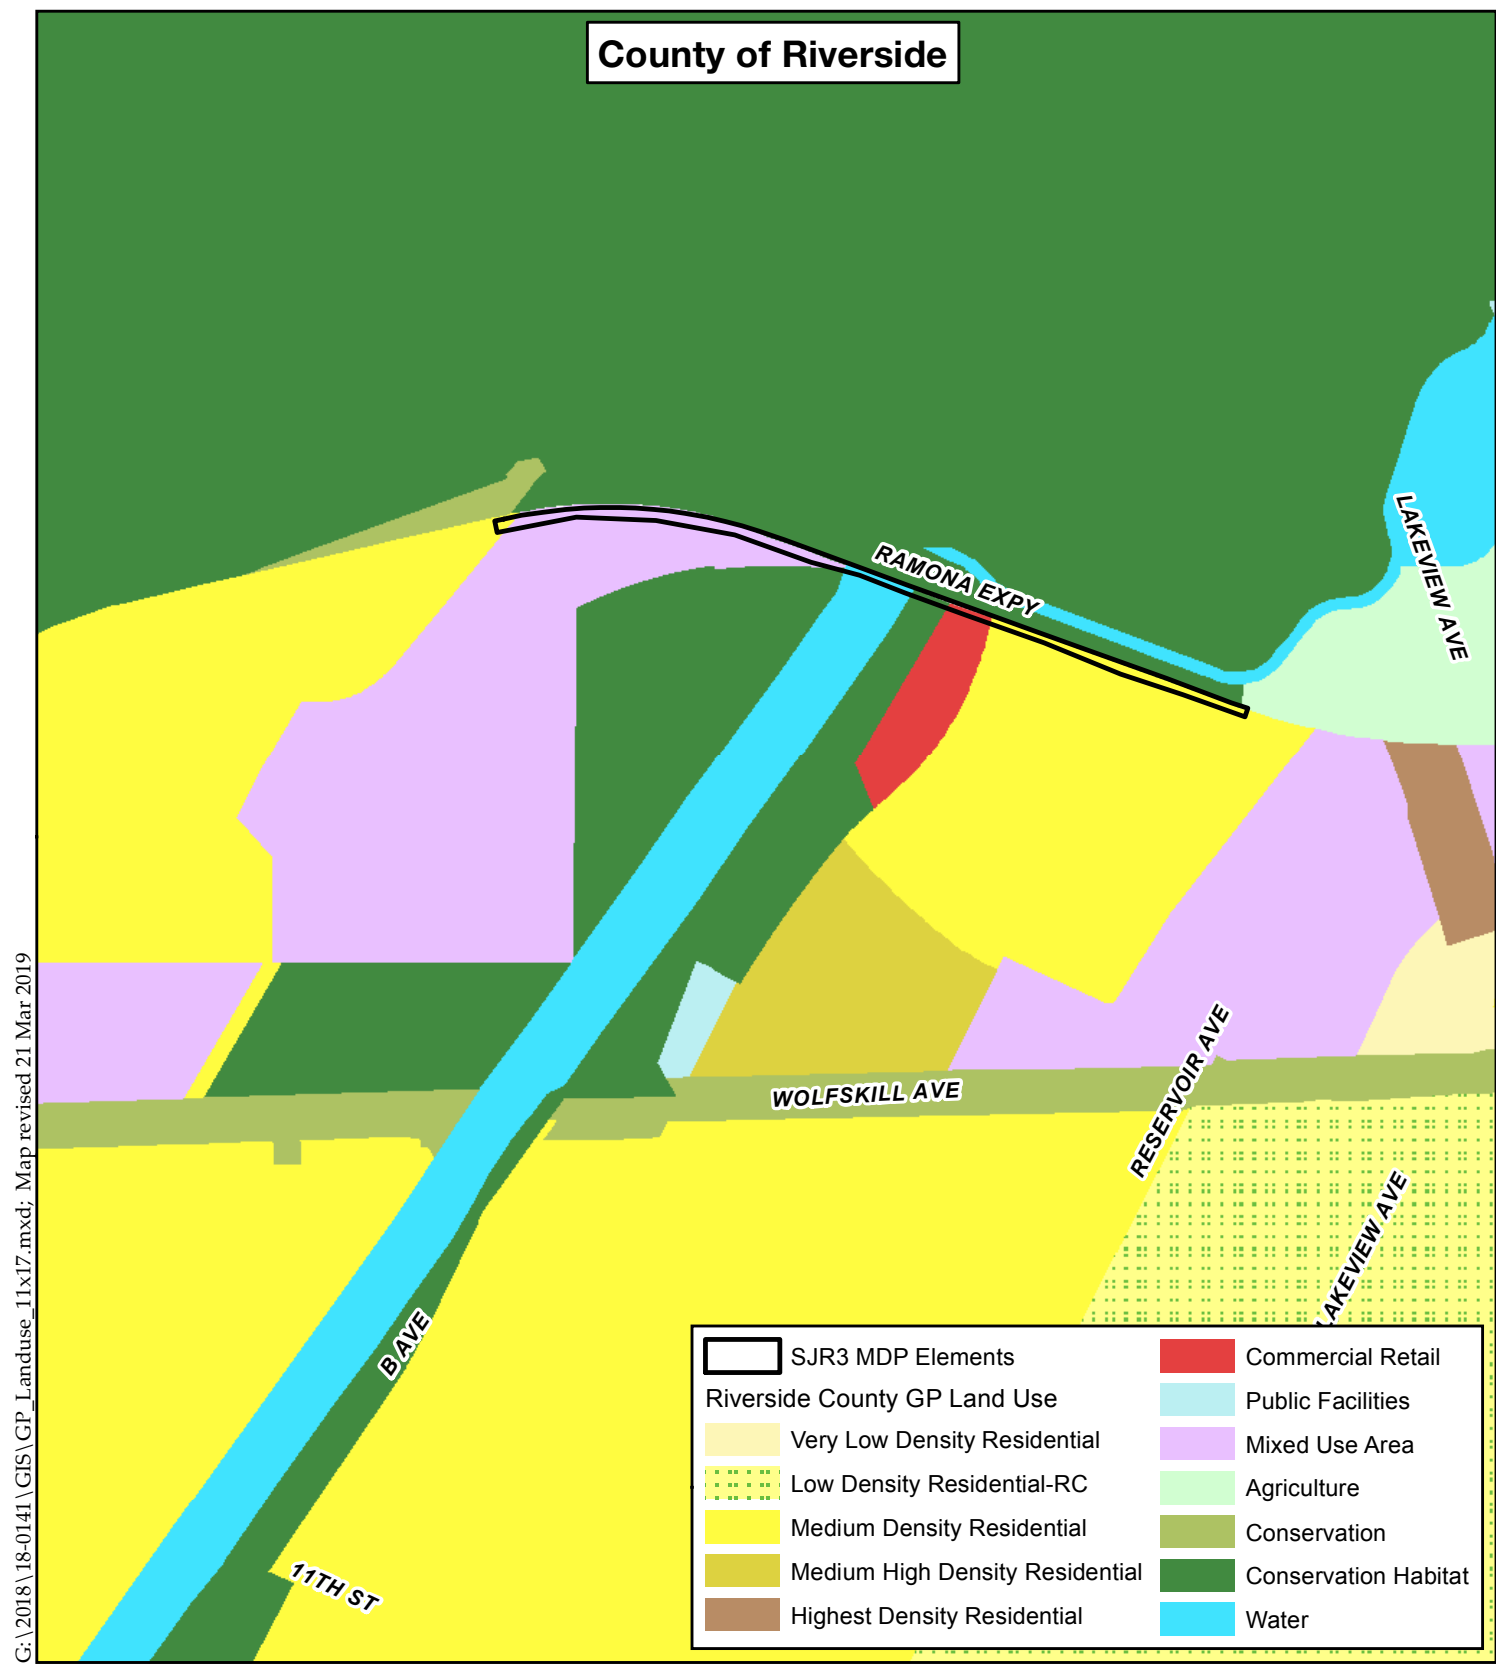 County of Riverside
RAMONA EXPY
LAKEVIEW AVE
WOLFSKILL AVE
RESERVOIR AVE
LAKEVIEW AVE
B AVE
11TH ST
SJR3 MDP Elements
Riverside County GP Land Use
Very Low Density Residential
Low Density Residential-RC
Medium Density Residential
Medium High Density Residential
Highest Density Residential
Commercial Retail
Public Facilities
Mixed Use Area
Agriculture
Conservation
Conservation Habitat
Water
G:\2018\18-0141\GIS\GP_Landuse_11x17.mxd; Map revised 21 Mar 2019